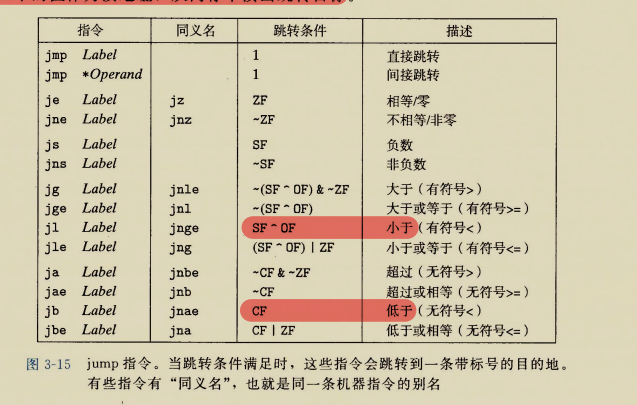 指令 同义名 跳转条件 描述
jmp Label 1 直接跳转
jmp *Operand 1 间接跳转
je Label jz ZF 相等/零
jne Label jnz ~ZF 不相等/非零
js Label SF 负数
jns Label ~SF 非负数
jg Label jnle ~(SF ^ OF) & ~ZF 大于（有符号>）
jge Label jnl ~(SF ^ OF) 大于或等于（有符号>=）
jl Label jnge SF ^ OF 小于（有符号<）
jle Label jng (SF ^ OF) | ZF 小于或等于（有符号<=）
ja Label jnbe ~CF & ~ZF 超过（无符号>）
jae Label jnb ~CF 超过或相等（无符号>=）
jb Label jnae CF 低于（无符号<）
jbe Label jna CF | ZF 低于或相等（无符号<=）
图 3-15 jump 指令。当跳转条件满足时，这些指令会跳转到一条带标号的目的地。
有些指令有“同义名”，也就是同一条机器指令的别名